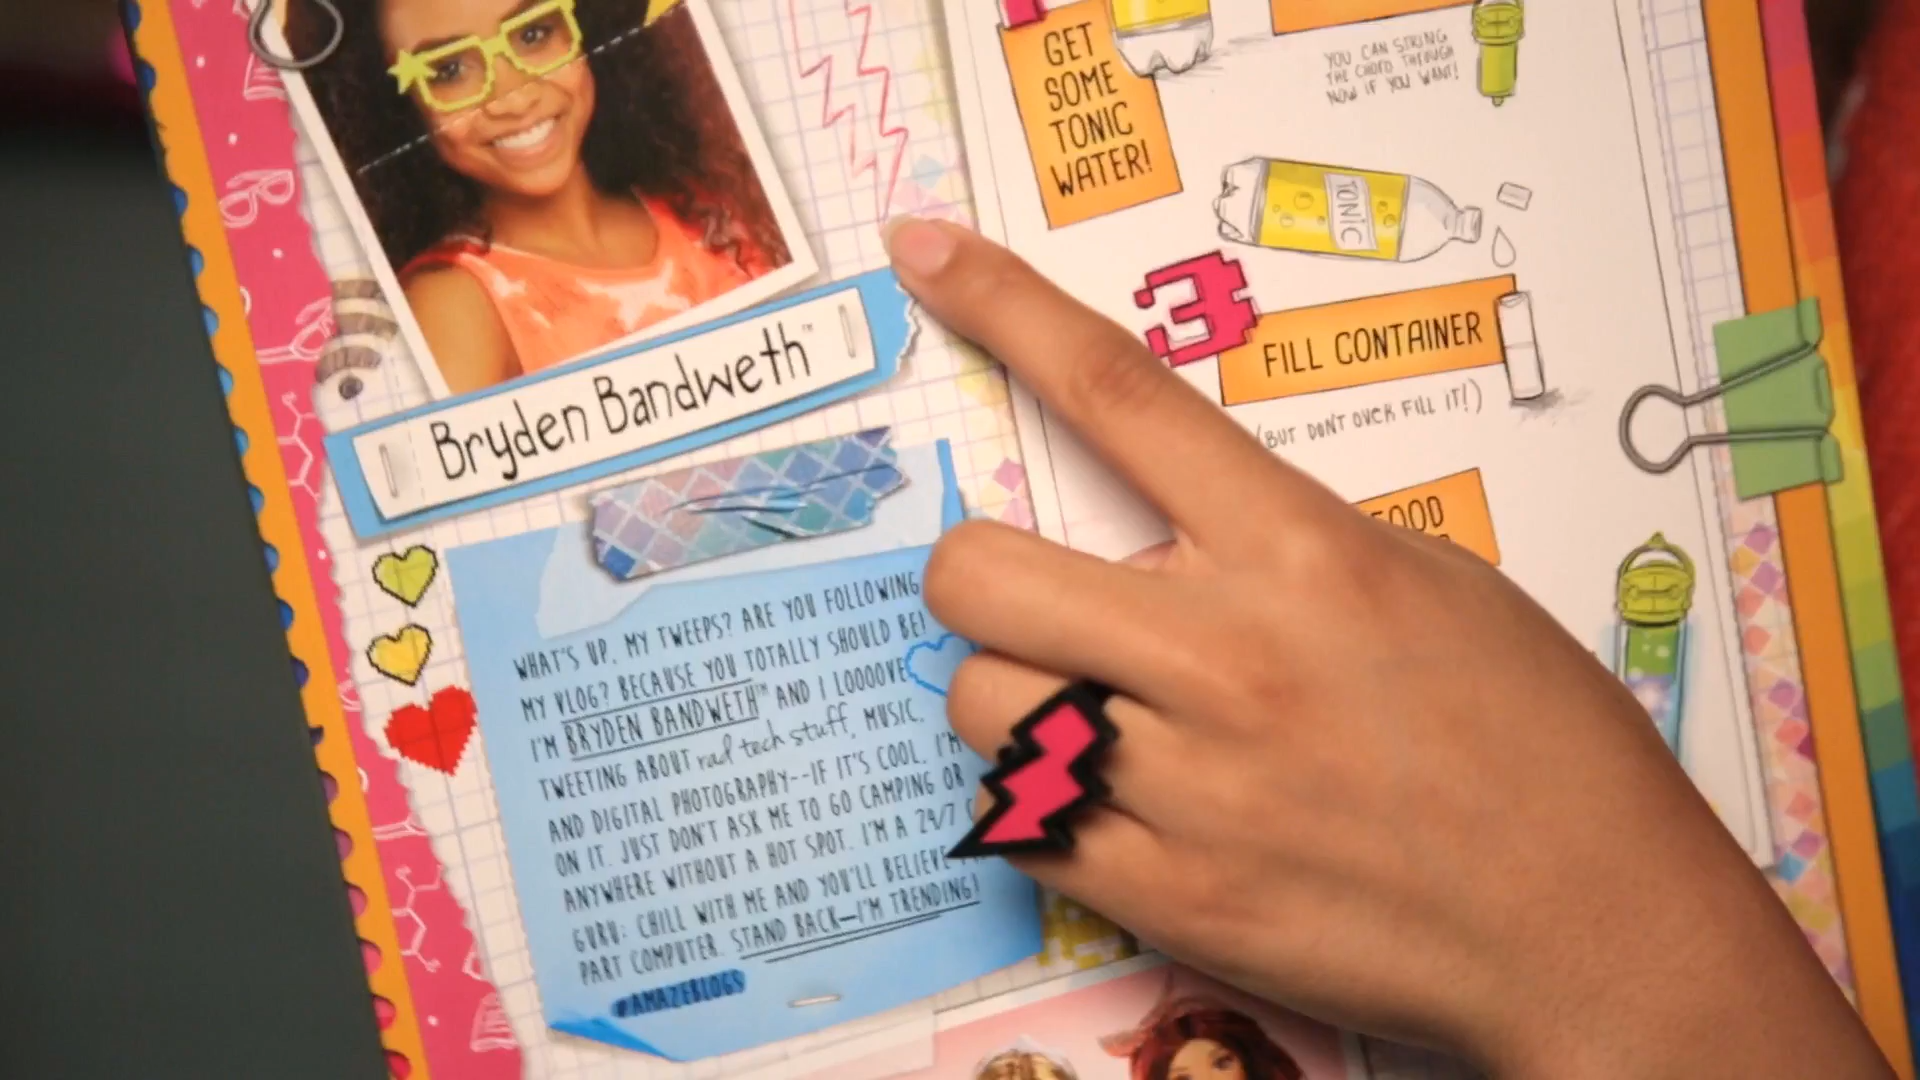 Bryden Bandweth™
WHAT'S UP, MY TWEEPS? ARE YOU FOLLOWING
MY VLOG? BECAUSE YOU TOTALLY SHOULD BE!
I'M BRYDEN BANDWETH™ AND I LOOOOVE
TWEETING ABOUT rad tech stuff, MUSIC,
AND DIGITAL PHOTOGRAPHY--IF IT'S COOL, I'M
ON IT. JUST DON'T ASK ME TO GO CAMPING OR
ANYWHERE WITHOUT A HOT SPOT. I'M A 24/7
GURU: CHILL WITH ME AND YOU'LL BELIEVE
PART COMPUTER. STAND BACK—I'M TRENDING!
#AMAZEBLOGS
GET
SOME
TONIC
WATER!
YOU CAN STRING
THE CHORD THROUGH
NOW IF YOU WANT!
TONIC
3
FILL CONTAINER
(BUT DONT OVER FILL IT!)